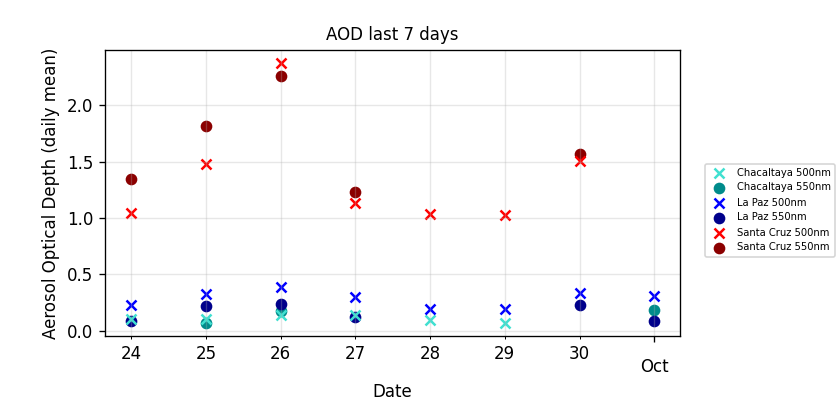 AOD last 7 days
Aerosol Optical Depth (daily mean)
2.0
1.5
1.0
0.5
0.0
24 25 26 27 28 29 30 Oct
Date
Chacaltaya 500nm
Chacaltaya 550nm
La Paz 500nm
La Paz 550nm
Santa Cruz 500nm
Santa Cruz 550nm